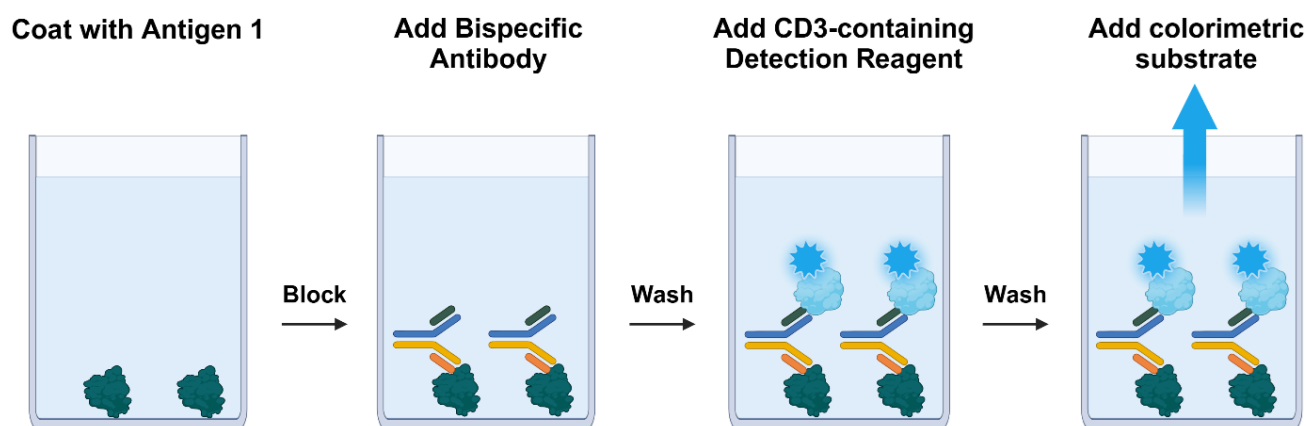 Coat with Antigen 1
Add Bispecific
Antibody
Add CD3-containing
Detection Reagent
Add colorimetric
substrate
Block
Wash
Wash